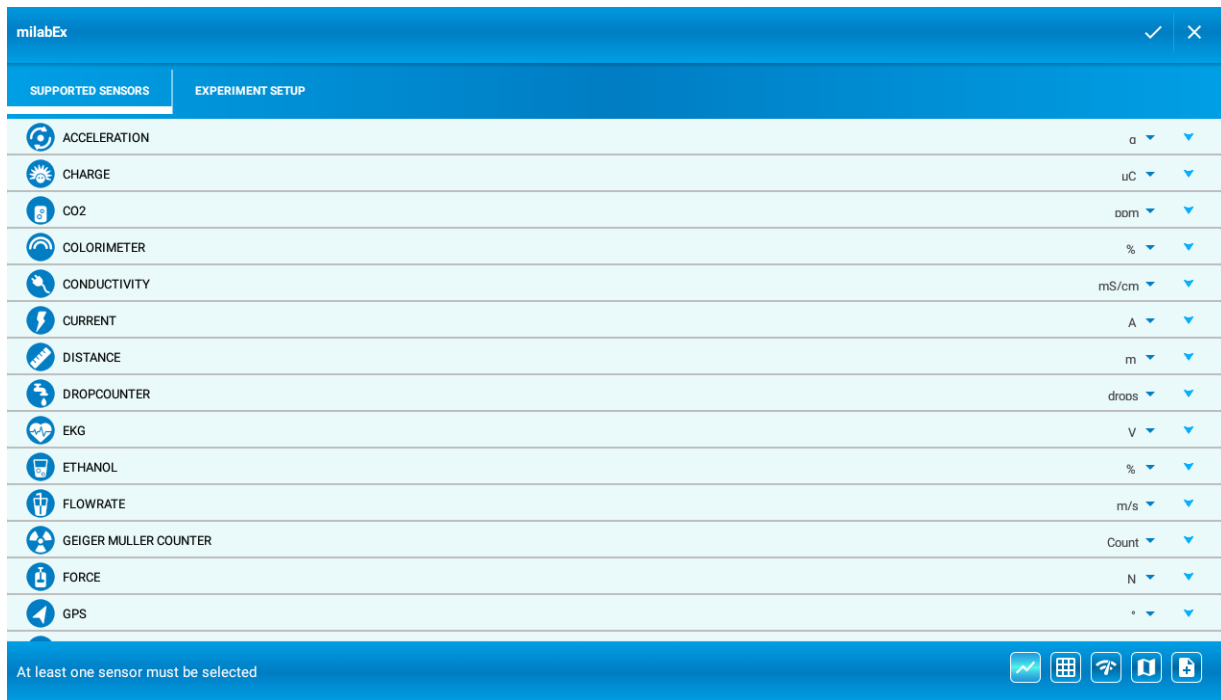 milabEx
SUPPORTED SENSORS EXPERIMENT SETUP
ACCELERATION g
CHARGE uC
CO2 ppm
COLORIMETER %
CONDUCTIVITY mS/cm
CURRENT A
DISTANCE m
DROPCOUNTER drops
EKG V
ETHANOL %
FLOWRATE m/s
GEIGER MULLER COUNTER Count
FORCE N
GPS °
At least one sensor must be selected